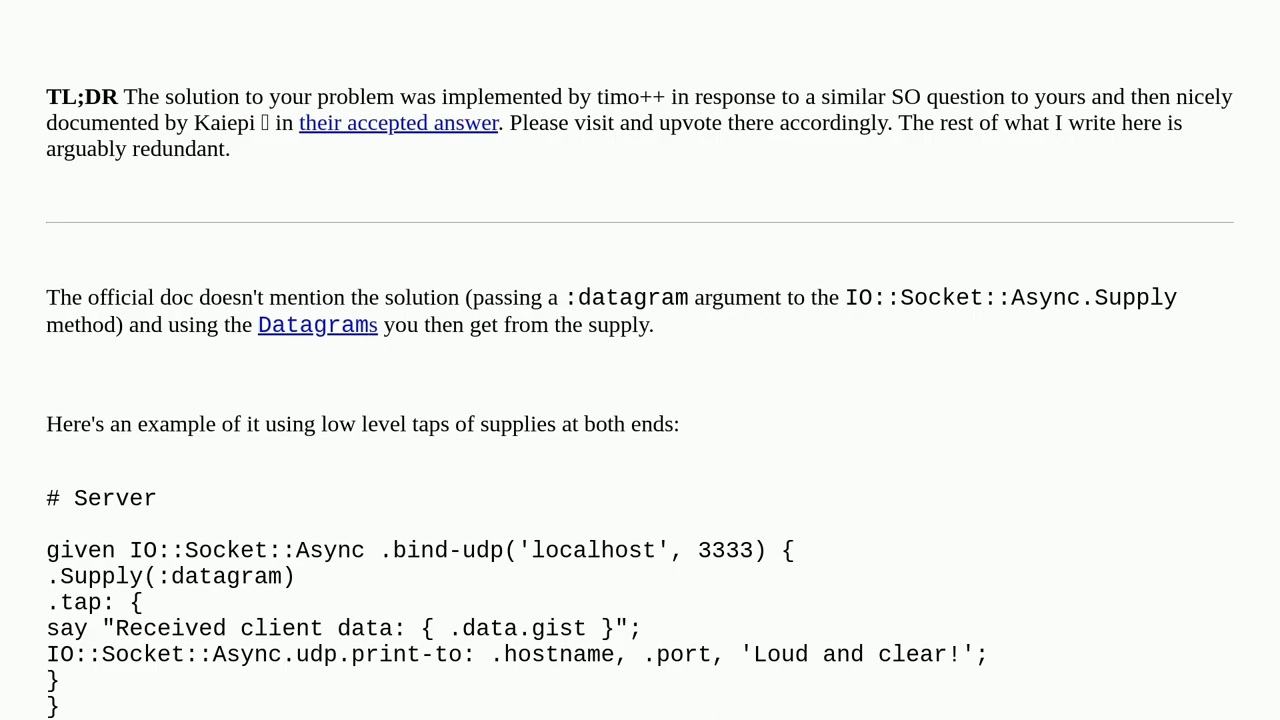 TL;DR The solution to your problem was implemented by timo++ in response to a similar SO question to yours and then nicely
documented by Kaiepi in their accepted answer. Please visit and upvote there accordingly. The rest of what I write here is
arguably redundant.
The official doc doesn't mention the solution (passing a :datagram argument to the IO::Socket::Async.Supply
method) and using the Datagrams you then get from the supply.
Here's an example of it using low level taps of supplies at both ends:
# Server
given IO::Socket::Async .bind-udp('localhost', 3333) {
.Supply(:datagram)
.tap: {
say "Received client data: { .data.gist }";
IO::Socket::Async.udp.print-to: .hostname, .port, 'Loud and clear!';
}
}